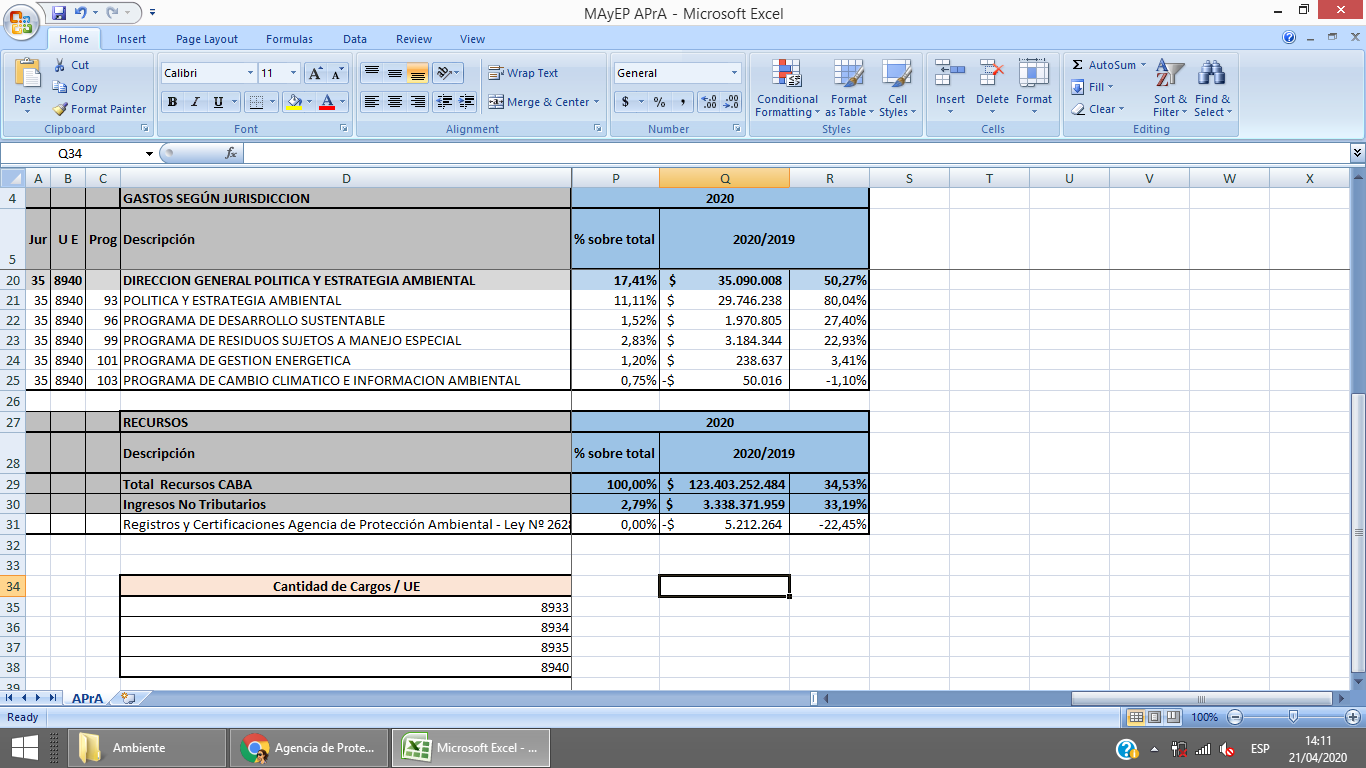 MAyEP APrA - Microsoft Excel
Home Insert Page Layout Formulas Data Review View
Paste
Cut
Copy
Format Painter
Clipboard
Calibri 11
B I U
Font
Wrap Text
Merge & Center
Alignment
General
$ % ,
Number
Conditional Formatting
Format as Table
Cell Styles
Styles
Insert Delete Format
Cells
AutoSum
Fill
Clear
Sort & Filter
Find & Select
Editing
Q34
fx
A B C D P Q R S T U V W X
4 GASTOS SEGÚN JURISDICCION 2020
5 Jur U E Prog Descripción % sobre total 2020/2019
20 35 8940 DIRECCION GENERAL POLITICA Y ESTRATEGIA AMBIENTAL 17,41% $ 35.090.008 50,27%
21 35 8940 93 POLITICA Y ESTRATEGIA AMBIENTAL 11,11% $ 29.746.238 80,04%
22 35 8940 96 PROGRAMA DE DESARROLLO SUSTENTABLE 1,52% $ 1.970.805 27,40%
23 35 8940 99 PROGRAMA DE RESIDUOS SUJETOS A MANEJO ESPECIAL 2,83% $ 3.184.344 22,93%
24 35 8940 101 PROGRAMA DE GESTION ENERGETICA 1,20% $ 238.637 3,41%
25 35 8940 103 PROGRAMA DE CAMBIO CLIMATICO E INFORMACION AMBIENTAL 0,75% -$ 50.016 -1,10%
26
27 RECURSOS 2020
28 Descripción % sobre total 2020/2019
29 Total Recursos CABA 100,00% $ 123.403.252.484 34,53%
30 Ingresos No Tributarios 2,79% $ 3.338.371.959 33,19%
31 Registros y Certificaciones Agencia de Protección Ambiental - Ley Nº 262 0,00% -$ 5.212.264 -22,45%
32
33
34 Cantidad de Cargos / UE
35 8933
36 8934
37 8935
38 8940
39
APrA
Ready 100%
Ambiente
Agencia de Prote...
Microsoft Excel - ...
ESP
14:11
21/04/2020